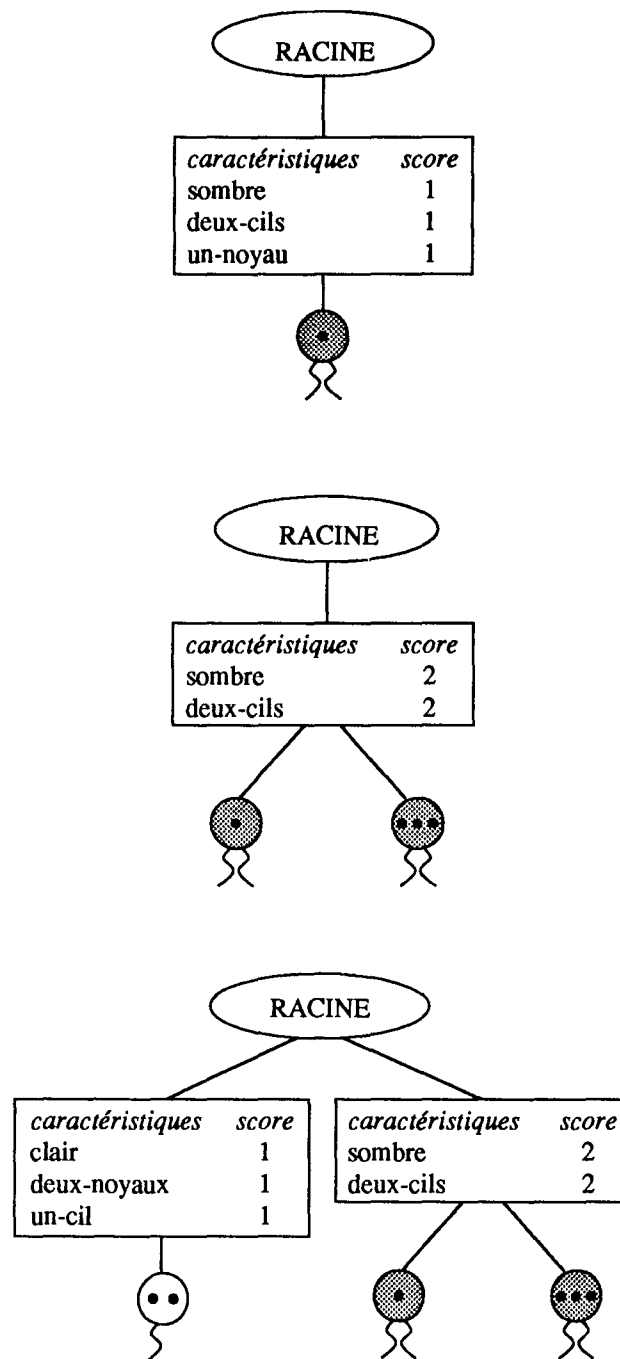 RACINE
caractéristiques score
sombre 1
deux-cils 1
un-noyau 1
RACINE
caractéristiques score
sombre 2
deux-cils 2
RACINE
caractéristiques score
clair 1
deux-noyaux 1
un-cil 1
caractéristiques score
sombre 2
deux-cils 2